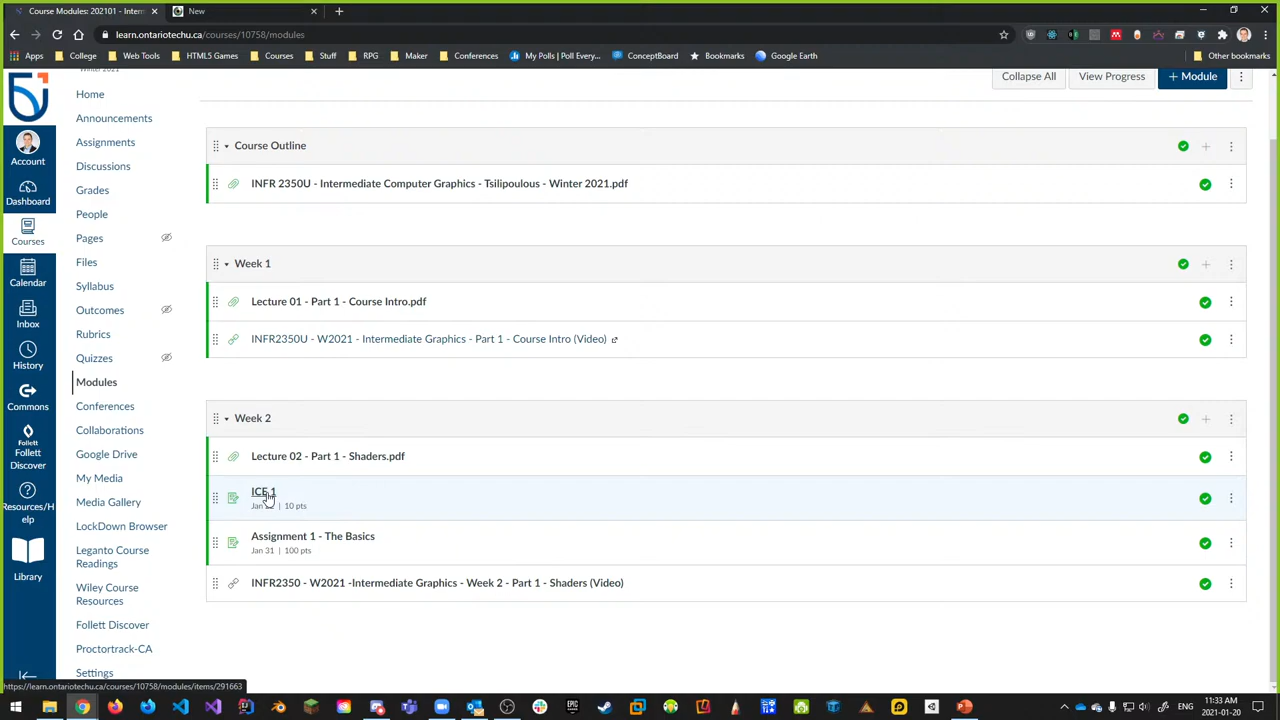 Course Modules: 202101 - Interm
New
learn.ontariotechu.ca/courses/10758/modules
Apps
College
Web Tools
HTML5 Games
Courses
Stuff
RPG
Maker
Conferences
My Polls | Poll Every...
ConceptBoard
Bookmarks
Google Earth
Other bookmarks
Winter 2021
Home
Announcements
Assignments
Discussions
Grades
People
Pages
Files
Syllabus
Outcomes
Rubrics
Quizzes
Modules
Conferences
Collaborations
Google Drive
My Media
Media Gallery
LockDown Browser
Leganto Course
Readings
Wiley Course
Resources
Follett Discover
Proctortrack-CA
Settings
Account
Dashboard
Courses
Calendar
Inbox
History
Commons
Follett
Follett
Discover
Resources/H
elp
Library
Collapse All
View Progress
+ Module
Course Outline
INFR 2350U - Intermediate Computer Graphics - Tsilipoulous - Winter 2021.pdf
Week 1
Lecture 01 - Part 1 - Course Intro.pdf
INFR2350U - W2021 - Intermediate Graphics - Part 1 - Course Intro (Video)
Week 2
Lecture 02 - Part 1 - Shaders.pdf
ICE 1
Jan | 10 pts
Assignment 1 - The Basics
Jan 31 | 100 pts
INFR2350 - W2021 -Intermediate Graphics - Week 2 - Part 1 - Shaders (Video)
https://learn.ontariotechu.ca/courses/10758/modules/items/291663
EPIC
ENG
11:33 AM
2021-01-20